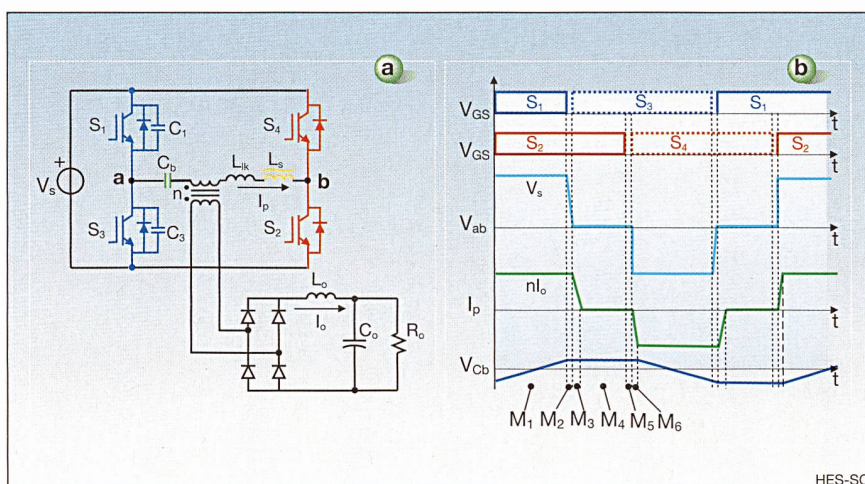 a
S1
C1
S4
Cb
Llk
Ls
a
b
+
Vs
n
Ip
S3
C3
S2
Lo
Io
Co
Ro
b
VGS
S1
S3
S1
t
VGS
S2
S4
S2
t
Vs
Vab
t
nIo
Ip
t
VCb
t
M1 M2 M3 M4 M5 M6
HES-SO